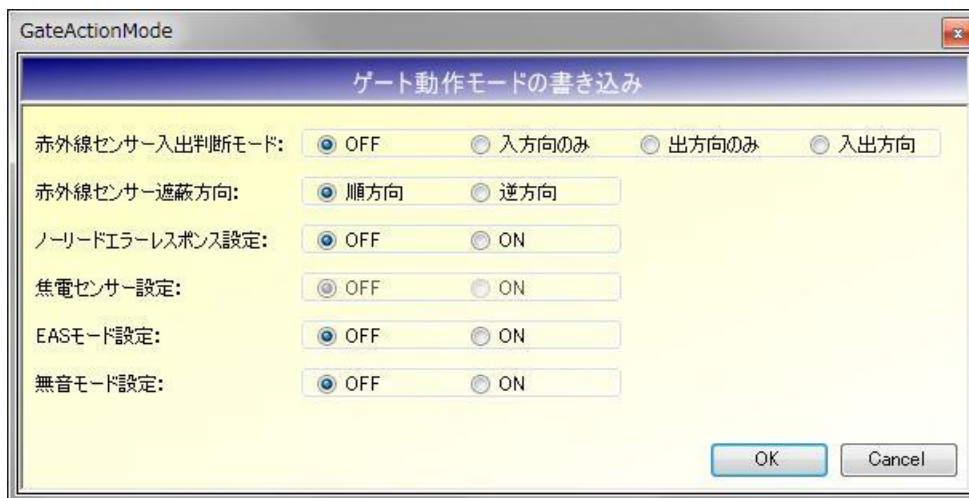 GateActionMode
ゲート動作モードの書き込み
赤外線センサー入出判断モード: OFF 入方向のみ 出方向のみ 入出方向
赤外線センサー遮蔽方向: 順方向 逆方向
ノーリードエラーレスポンス設定: OFF ON
焦電センサー設定: OFF ON
EASモード設定: OFF ON
無音モード設定: OFF ON
OK Cancel